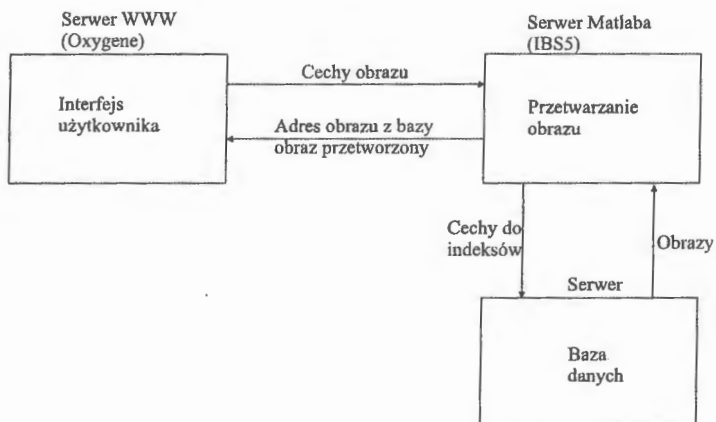 Serwer WWW
(Oxygene)
Interfejs
użytkownika
Cechy obrazu
Adres obrazu z bazy
obraz przetworzony
Serwer Matlaba
(IBS5)
Przetwarzanie
obrazu
Cechy do
indeksów
Obrazy
Serwer
Baza
danych